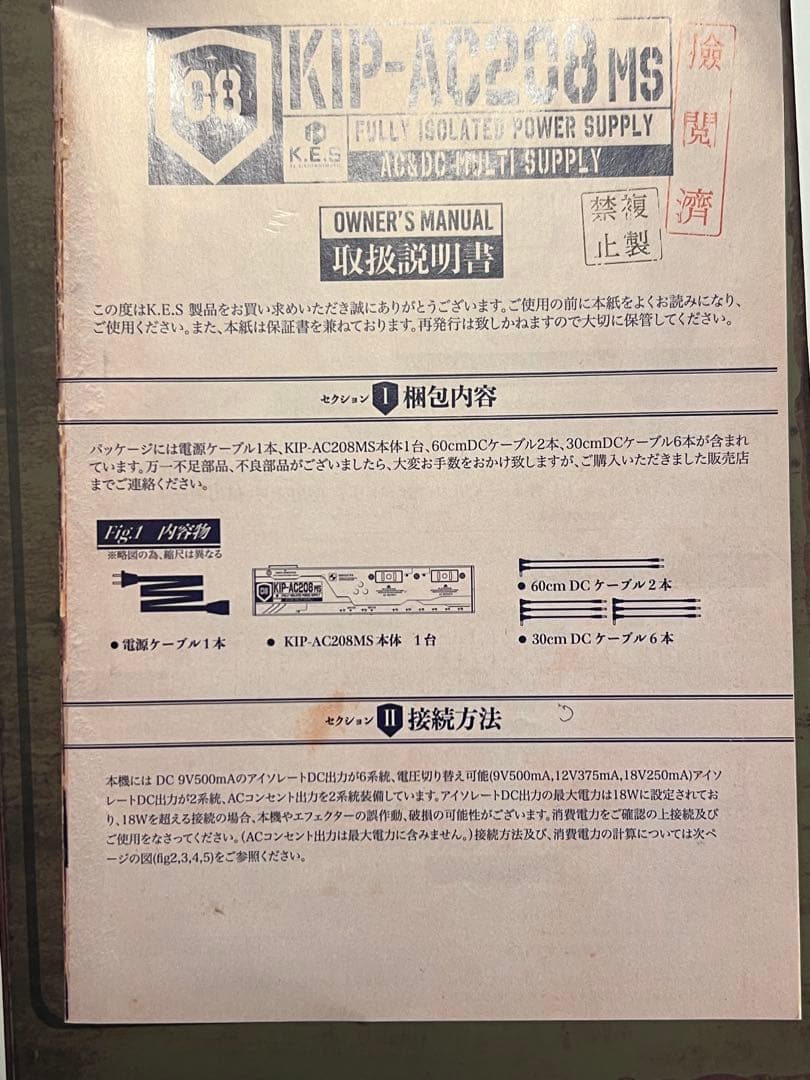 08
KIP-AC208 MS
K.E.S
FULLY ISOLATED POWER SUPPLY
AC&DC MULTI SUPPLY
検閲濟
OWNER'S MANUAL
取扱説明書
複製
禁止
この度はK.E.S 製品をお買い求めいただき誠にありがとうございます。ご使用の前に本紙をよくお読みになり、
ご使用ください。また、本紙は保証書を兼ねております。再発行は致しかねますので大切に保管してください。
セクション I 梱包内容
パッケージには電源ケーブル1本、KIP-AC208MS本体1台、60cmDCケーブル2本、30cmDCケーブル6本が含まれ
ています。万一不足部品、不良部品がございましたら、大変お手数をおかけ致しますが、ご購入いただきました販売店
までご連絡ください。
Fig.1 内容物
※略図の為、縮尺は異なる
KIP-AC208 MS
● 電源ケーブル1本
● KIP-AC208MS 本体 1台
● 60cm DC ケーブル 2 本
● 30cm DC ケーブル 6 本
セクション II 接続方法
本機には DC 9V500mAのアイソレートDC出力が6系統、電圧切り替え可能(9V500mA,12V375mA,18V250mA)アイソ
レートDC出力が2系統、ACコンセント出力を2系統装備しています。アイソレートDC出力の最大電力は18Wに設定されてお
り、18Wを超える接続の場合、本機やエフェクターの誤作動、破損の可能性がございます。消費電力をご確認の上接続及び
ご使用をなさってください。(ACコンセント出力は最大電力に含みません。)接続方法及び、消費電力の計算については次ペ
ージの図(fig2,3,4,5)をご参照ください。